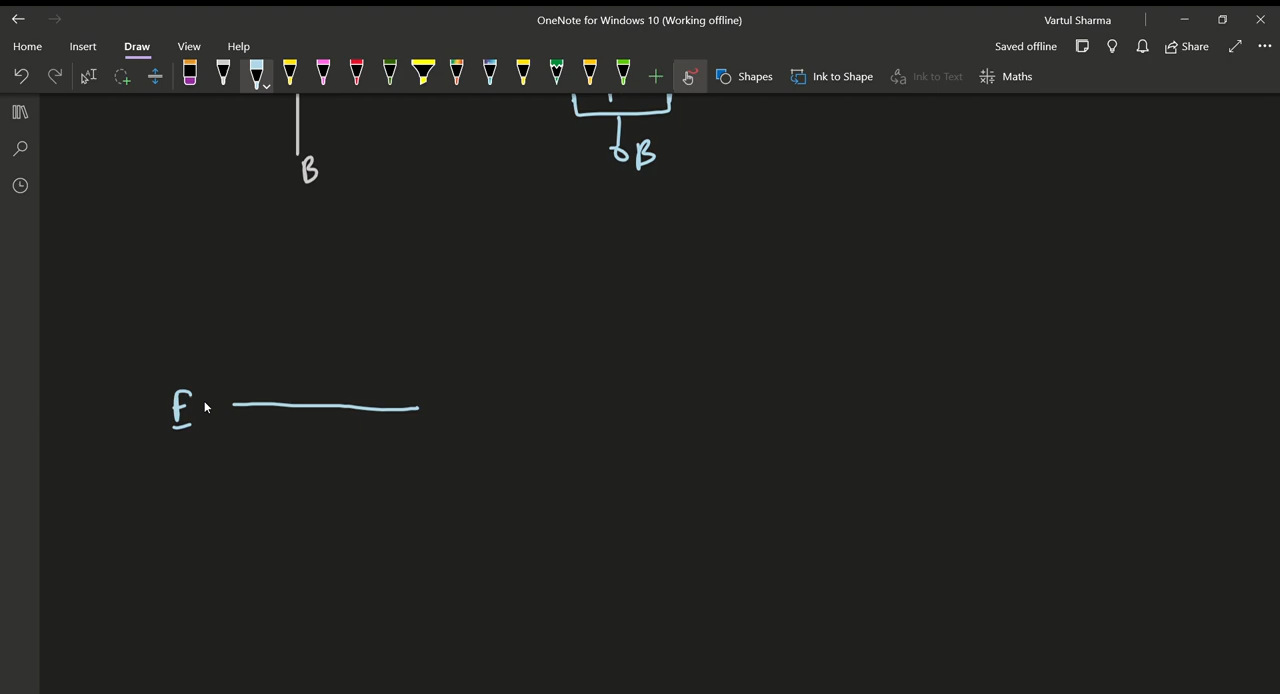 OneNote for Windows 10 (Working offline)
Vartul Sharma
Home Insert Draw View Help
Saved offline Share
Shapes Ink to Shape Ink to Text Maths
B
B
F